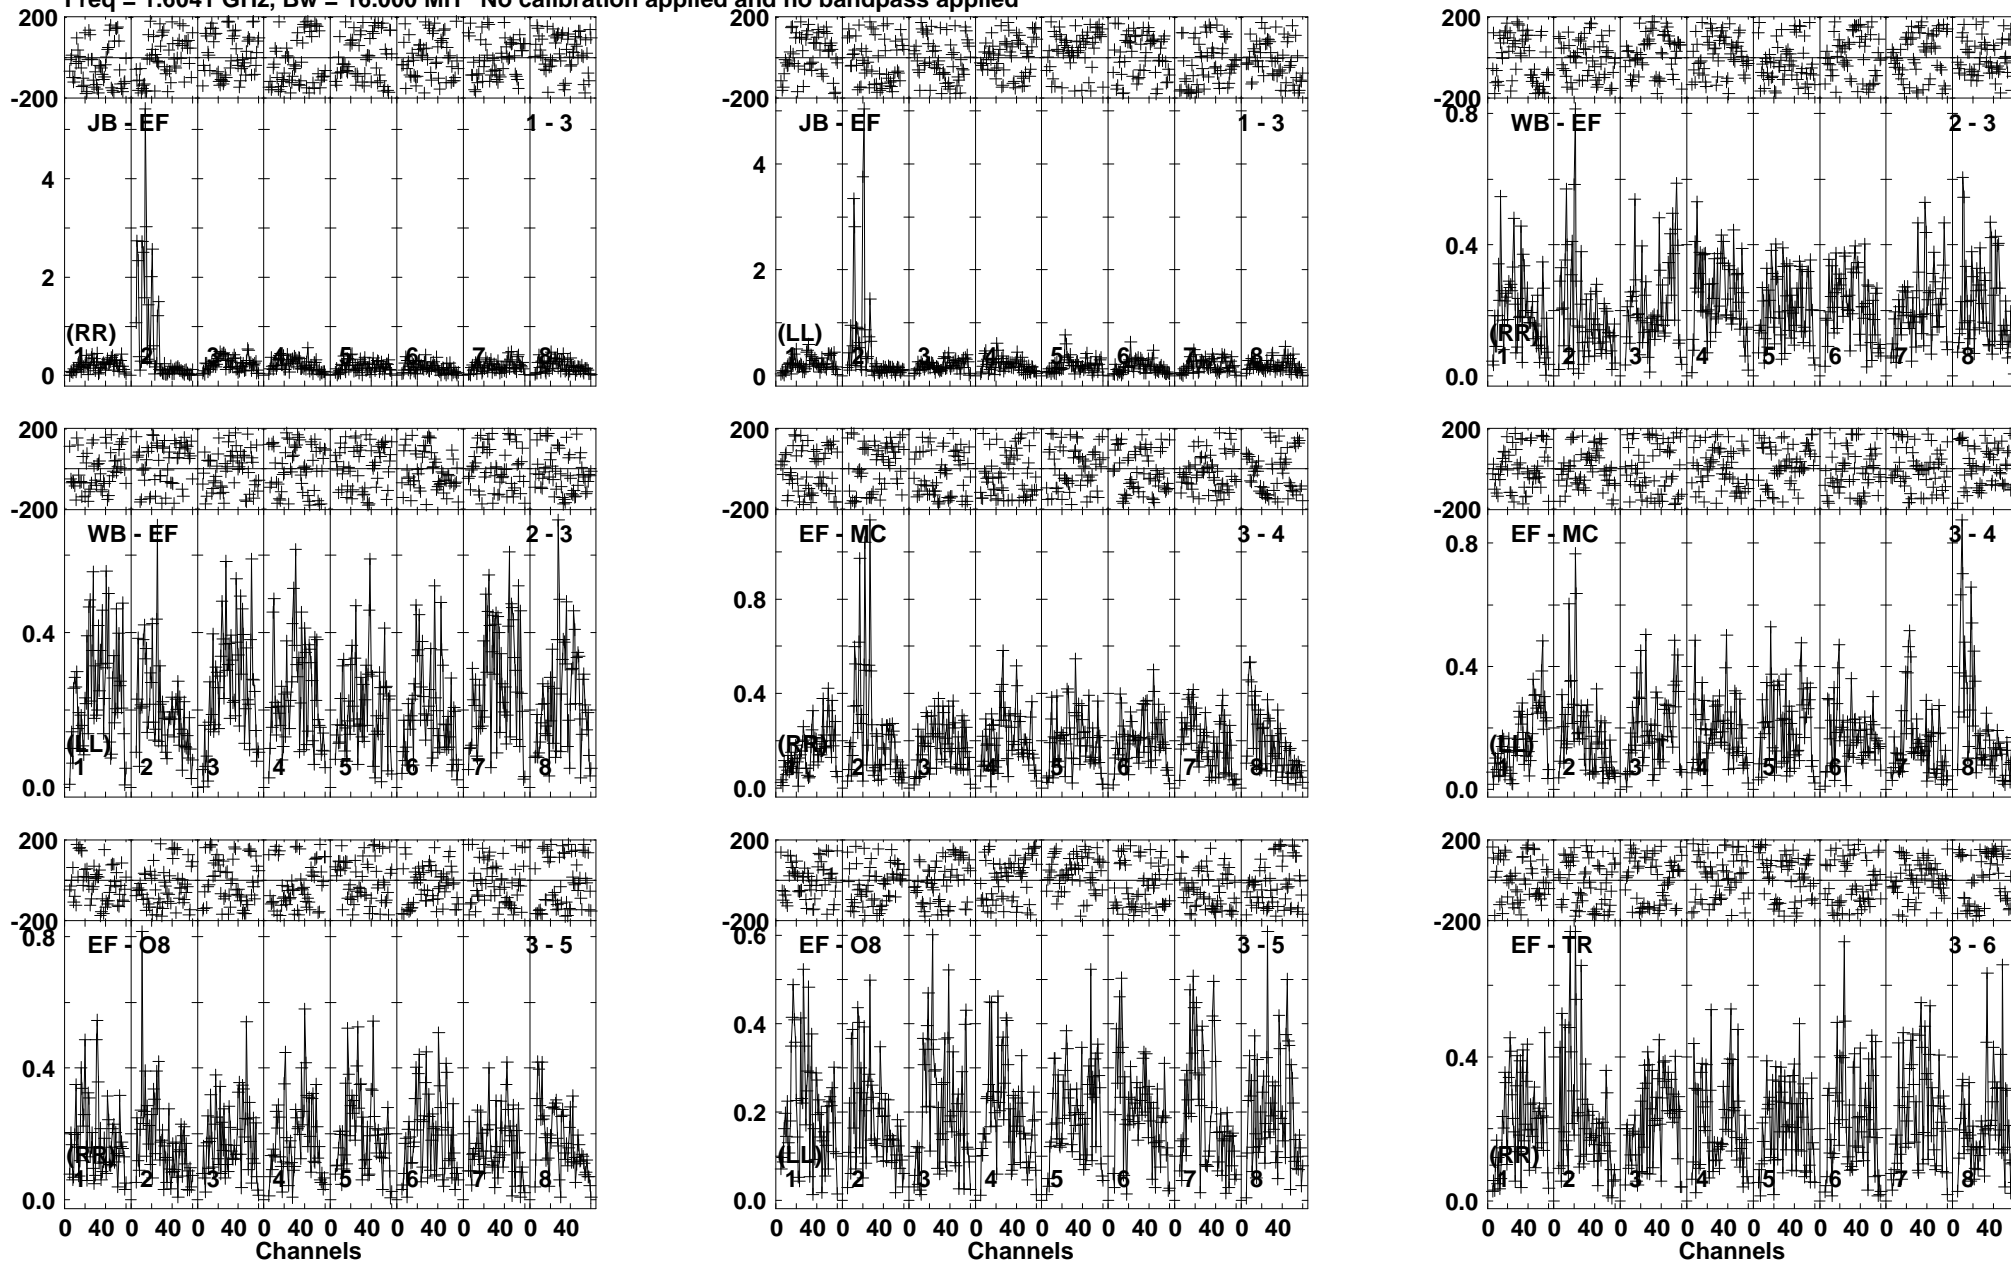 Freq = 1.6041 GHz, Bw = 16.000 MH No calibration applied and no bandpass applied
200 200 200
-200 -200 -200
JB - EF 1 - 3 JB - EF 1 - 3 WB - EF 2 - 3
4 4 0.8
2 2 0.4
0 0 0.0
(RR) (LL) (RR)
1 2 3 4 5 6 7 8 1 2 3 4 5 6 7 8 1 2 3 4 5 6 7 8
200 200 200
-200 -200 -200
WB - EF 2 - 3 EF - MC 3 - 4 EF - MC 3 - 4
0.4 0.8 0.8
0.0 0.4 0.4
0.0 0.0
(LL) (RR) (LL)
1 2 3 4 5 6 7 8 1 2 3 4 5 6 7 8 1 2 3 4 5 6 7 8
200 200 200
-200 -200 -200
EF - O8 3 - 5 EF - O8 3 - 5 EF - TR 3 - 6
0.8 0.6
0.4 0.4 0.4
0.2
0.0 0.0 0.0
(RR) (LL) (RR)
1 2 3 4 5 6 7 8 1 2 3 4 5 6 7 8 1 2 3 4 5 6 7 8
0 40 0 40 0 40 0 40 0 40 0 40 0 40 0 40 0 40 0 40 0 40 0 40 0 40 0 40 0 40 0 40 0 40 0 40 0 40 0 40 0 40 0 40 0 40 0 40
Channels Channels